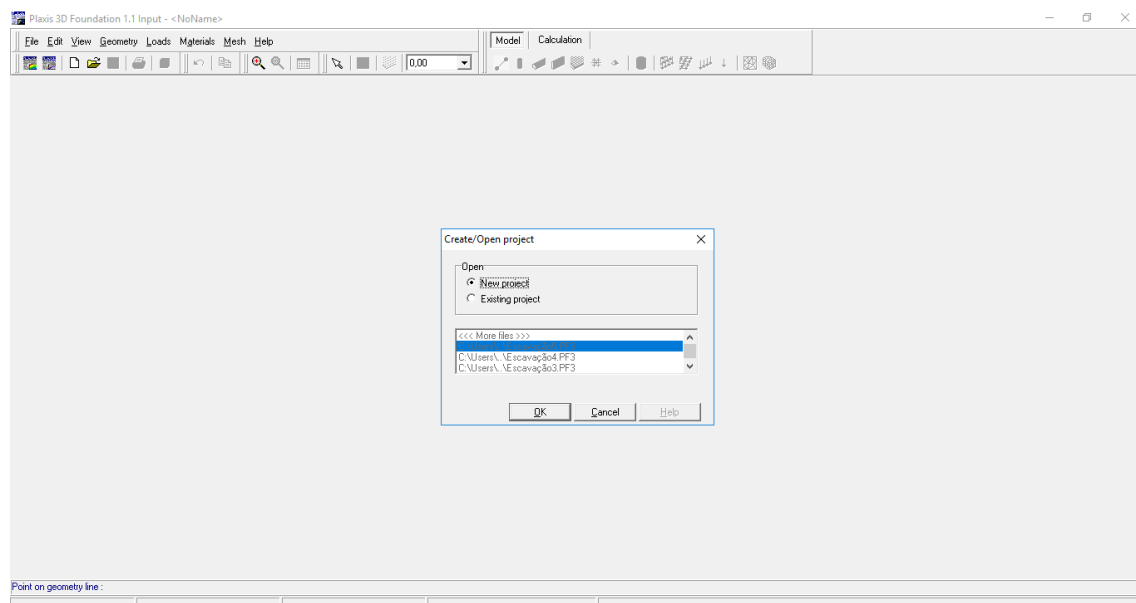 Plaxis 3D Foundation 1.1 Input - <NoName>
File Edit View Geometry Loads Materials Mesh Help
Model Calculation
0,00
Create/Open project
Open
New project
Existing project
<<< More files >>>
C:\Users\..\Escavação4.PF3
C:\Users\..\Escavação3.PF3
OK Cancel Help
Point on geometry line :